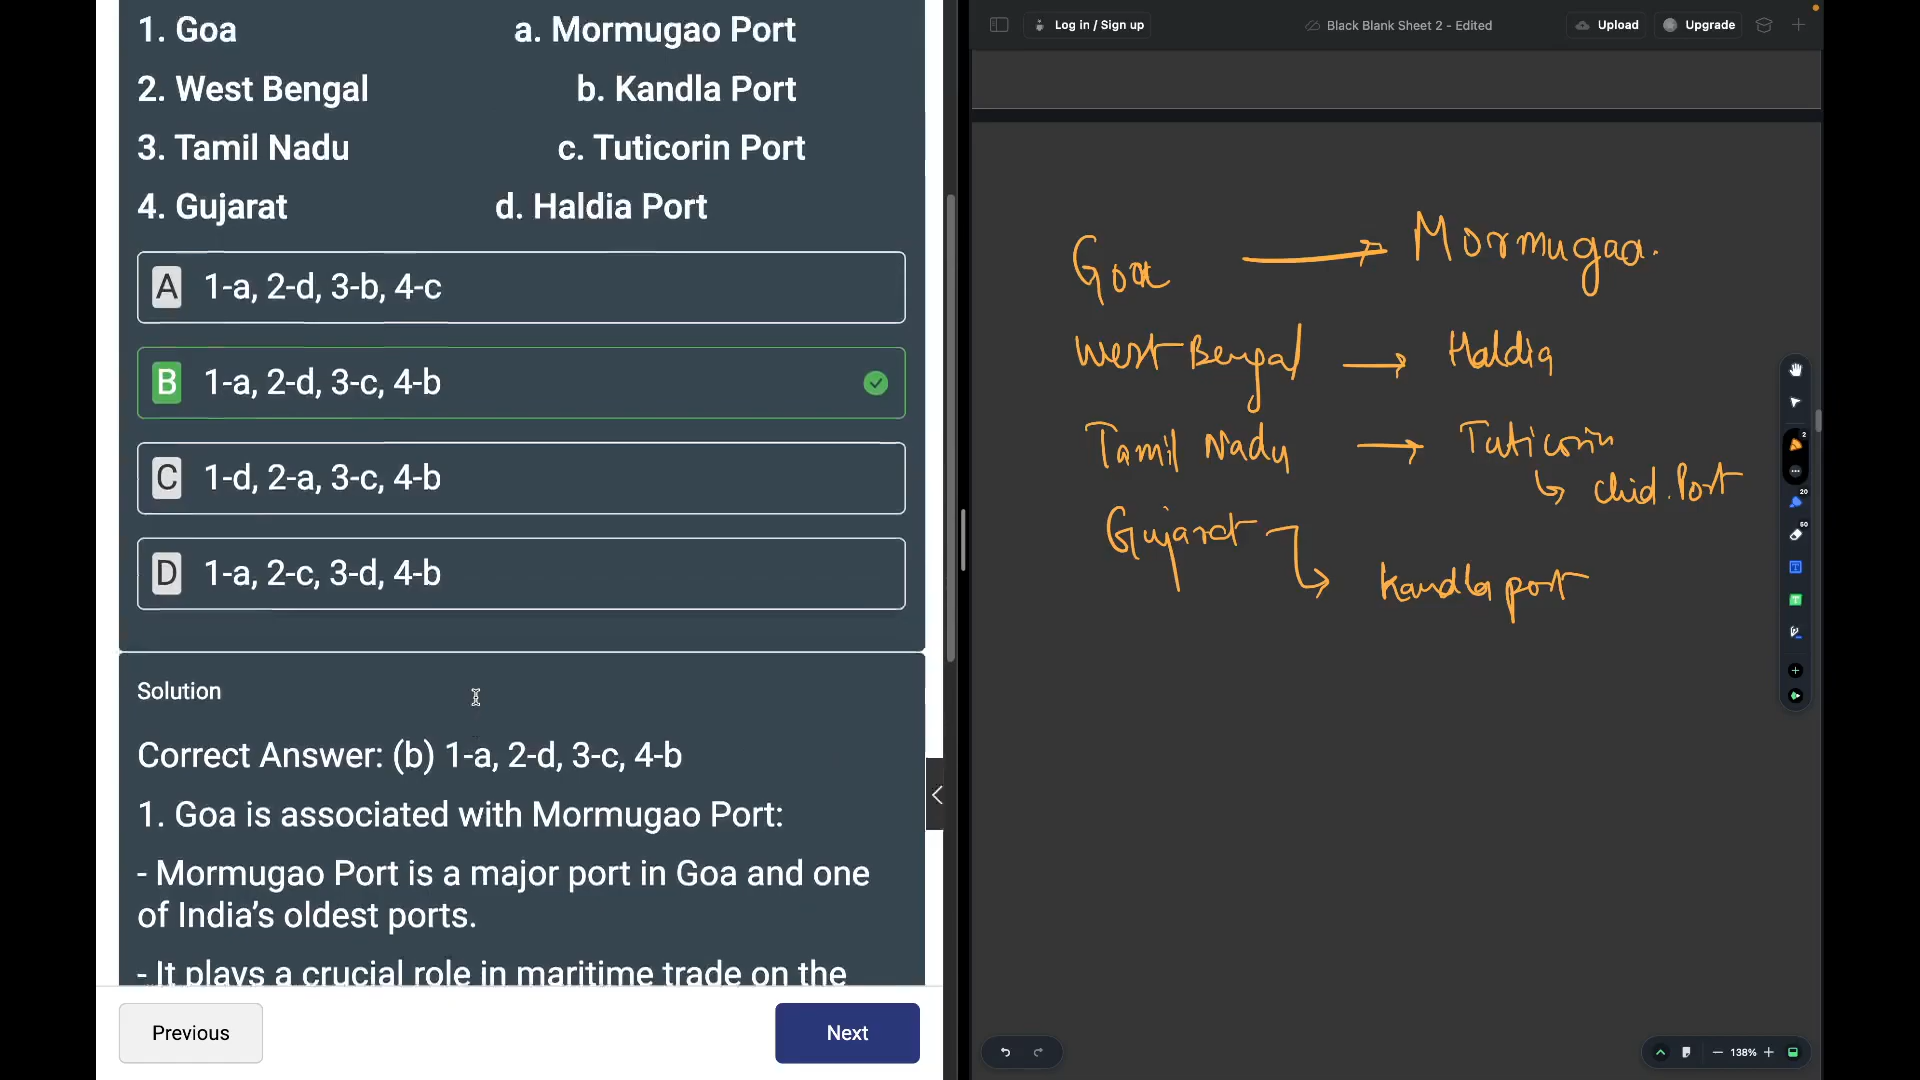 1. Goa a. Mormugao Port
2. West Bengal b. Kandla Port
3. Tamil Nadu c. Tuticorin Port
4. Gujarat d. Haldia Port
A 1-a, 2-d, 3-b, 4-c
B 1-a, 2-d, 3-c, 4-b
C 1-d, 2-a, 3-c, 4-b
D 1-a, 2-c, 3-d, 4-b
Solution
Correct Answer: (b) 1-a, 2-d, 3-c, 4-b
1. Goa is associated with Mormugao Port:
- Mormugao Port is a major port in Goa and one
of India’s oldest ports.
- It plays a crucial role in maritime trade on the
Previous Next
Log in / Sign up Black Blank Sheet 2 - Edited Upload Upgrade
Goa → Mormugaa.
West Bengal → Haldia
Tamil Nadu → Tuticorin
↳ Chid. Port
Gujarat → Kandla port
2
20
50
138%